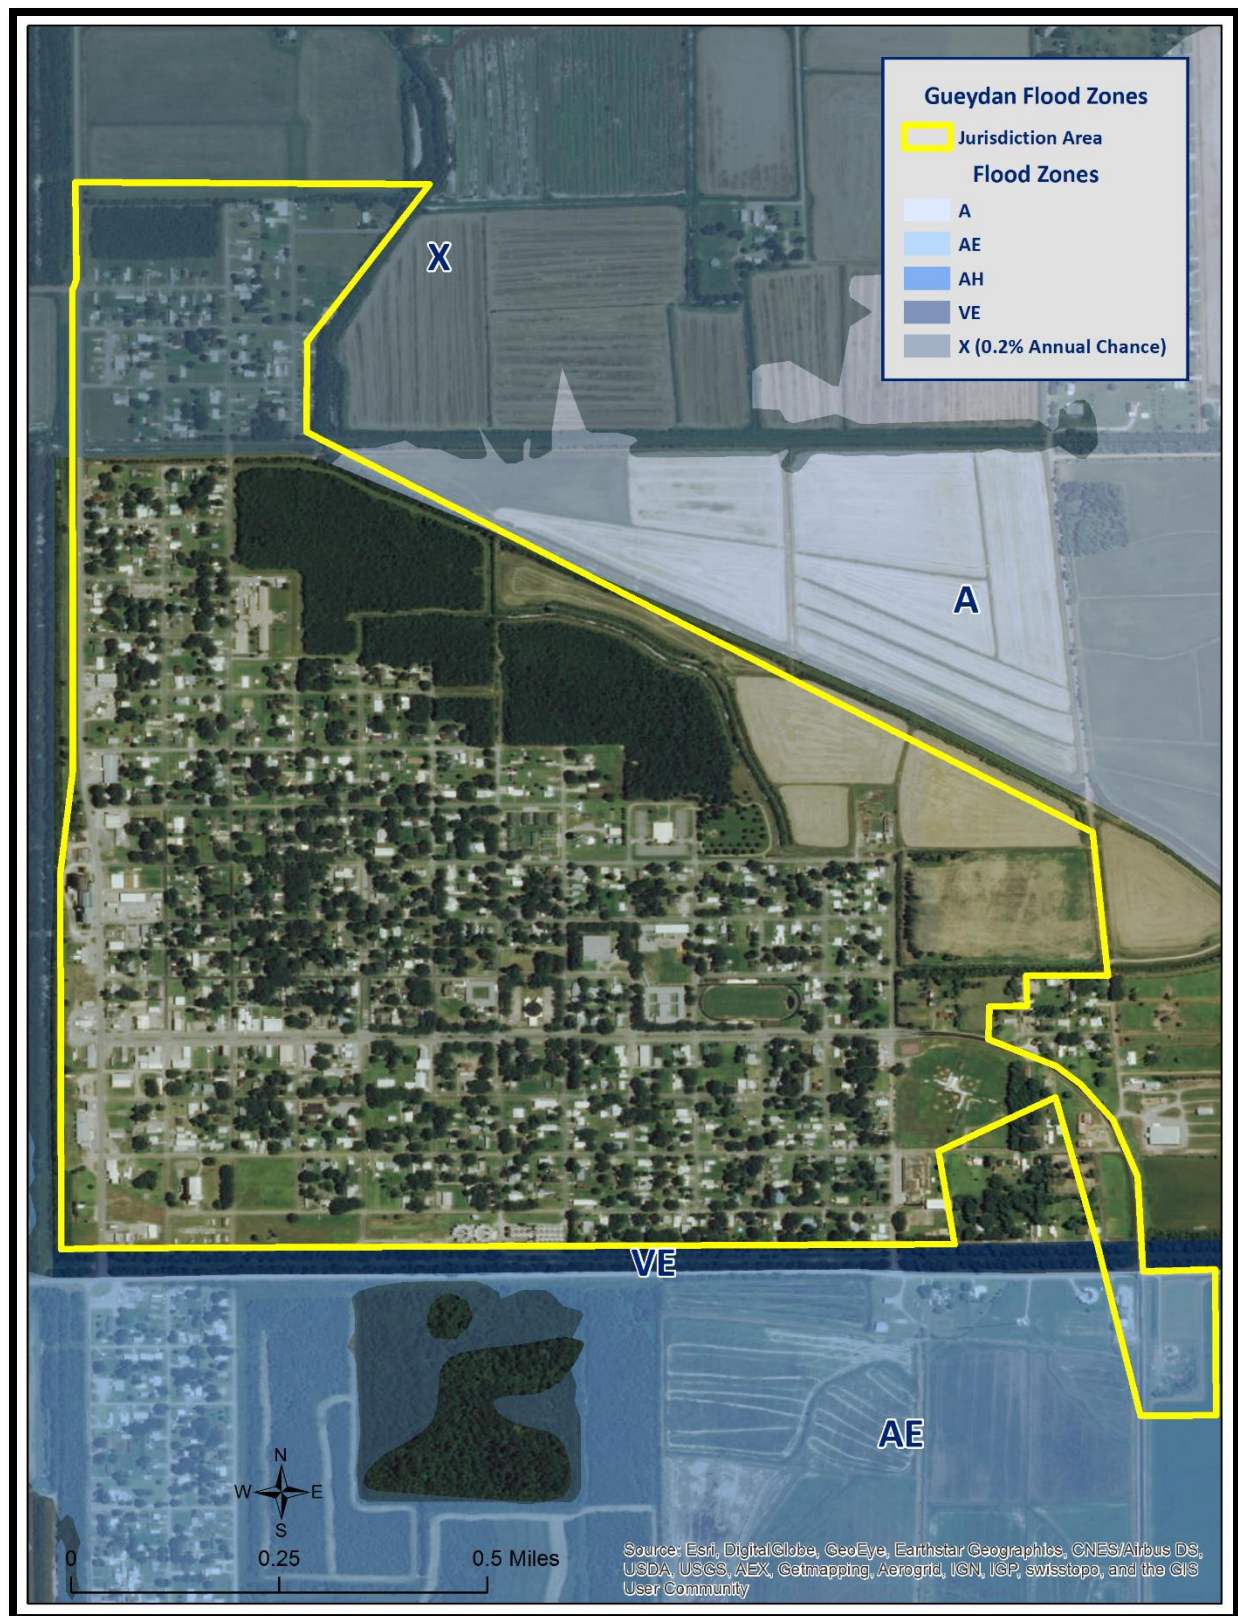 Gueydan Flood Zones
Jurisdiction Area
Flood Zones
A
AE
AH
VE
X (0.2% Annual Chance)
X
A
VE
AE
N
W
E
S
0
0.25
0.5 Miles
Source: Esri, DigitalGlobe, GeoEye, Earthstar Geographics, CNES/Airbus DS,
USDA, USGS, AEX, Getmapping, Aerogrid, IGN, IGP, swisstopo, and the GIS
User Community